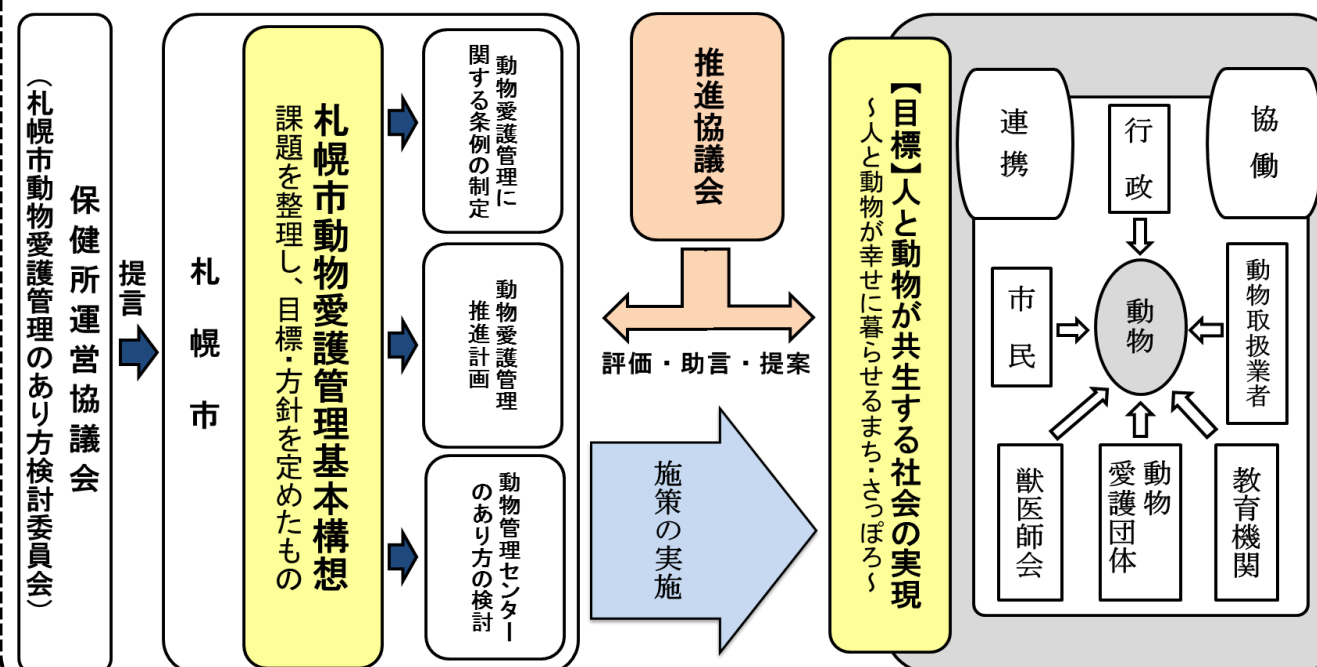 保健所運営協議会
（札幌市動物愛護管理のあり方検討委員会）
提言
札幌市
札幌市動物愛護管理基本構想
課題を整理し、目標・方針を定めたもの
動物愛護管理に
関する条例の制定
動物愛護管理
推進計画
動物管理センター
のあり方の検討
推進協議会
評価・助言・提案
施策の実施
【目標】人と動物が共生する社会の実現
～人と動物が幸せに暮らせるまち・さっぽろ～
連携
行政
協働
市民
動物
動物取扱業者
獣医師会
動物
愛護団体
教育機関